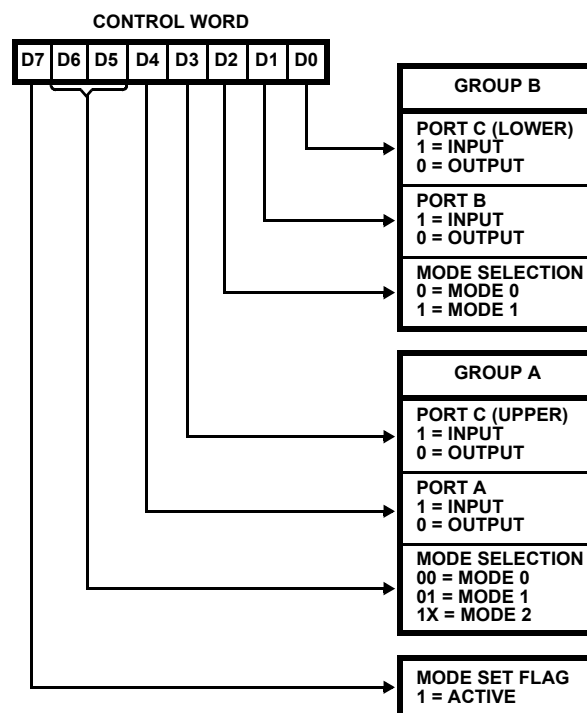 CONTROL WORD
D7 D6 D5 D4 D3 D2 D1 D0
GROUP B
PORT C (LOWER)
1 = INPUT
0 = OUTPUT
PORT B
1 = INPUT
0 = OUTPUT
MODE SELECTION
0 = MODE 0
1 = MODE 1
GROUP A
PORT C (UPPER)
1 = INPUT
0 = OUTPUT
PORT A
1 = INPUT
0 = OUTPUT
MODE SELECTION
00 = MODE 0
01 = MODE 1
1X = MODE 2
MODE SET FLAG
1 = ACTIVE